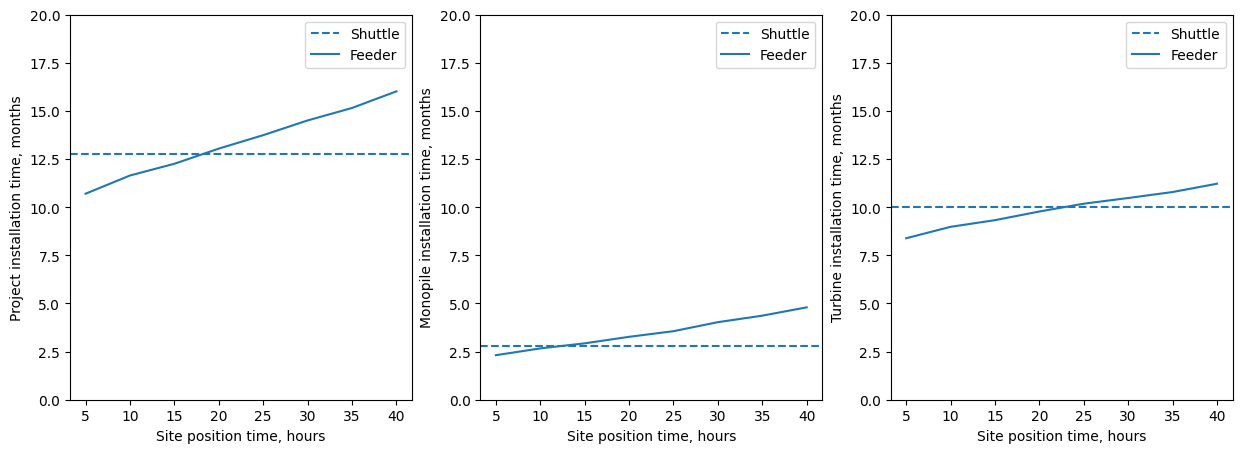 Project installation time, months
20.0
17.5
15.0
12.5
10.0
7.5
5.0
2.5
0.0
5 10 15 20 25 30 35 40
Site position time, hours
Shuttle
Feeder
Monopile installation time, months
20.0
17.5
15.0
12.5
10.0
7.5
5.0
2.5
0.0
5 10 15 20 25 30 35 40
Site position time, hours
Shuttle
Feeder
Turbine installation time, months
20.0
17.5
15.0
12.5
10.0
7.5
5.0
2.5
0.0
5 10 15 20 25 30 35 40
Site position time, hours
Shuttle
Feeder